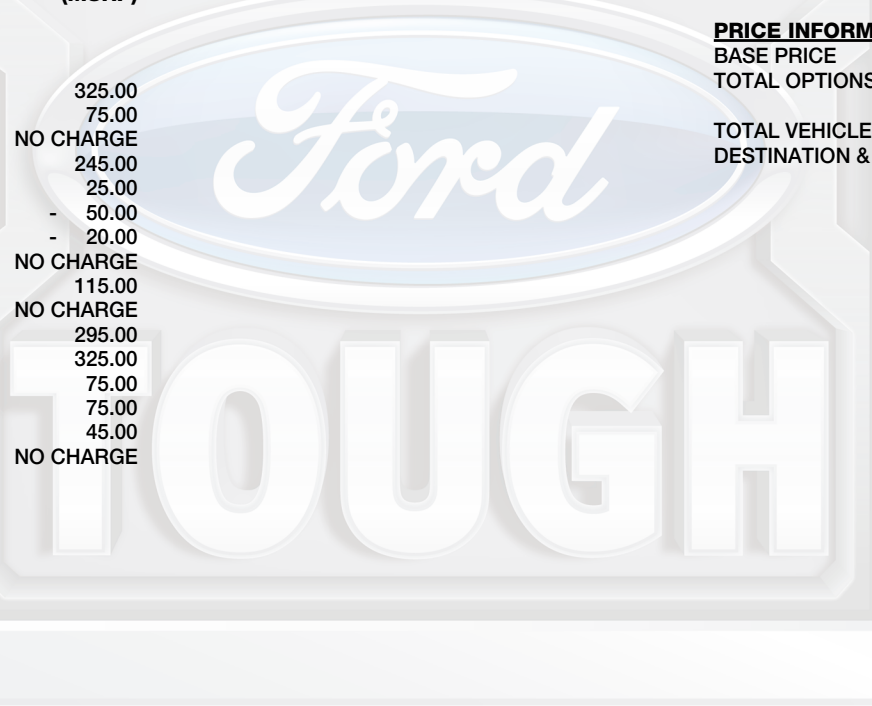 325.00
75.00
NO CHARGE
245.00
25.00
- 50.00
- 20.00
NO CHARGE
115.00
NO CHARGE
295.00
325.00
75.00
75.00
45.00
NO CHARGE
PRICE
BASE PRICE
TOTAL OPTIONS
TOTAL VEHICLE
DESTINATION &
Ford
TOUGH